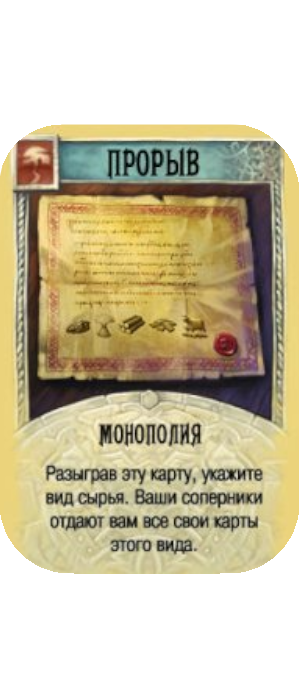 ПРОРЫВ
МОНОПОЛИЯ
Разыграв эту карту, укажите
вид сырья. Ваши соперники
отдают вам все свои карты
этого вида.